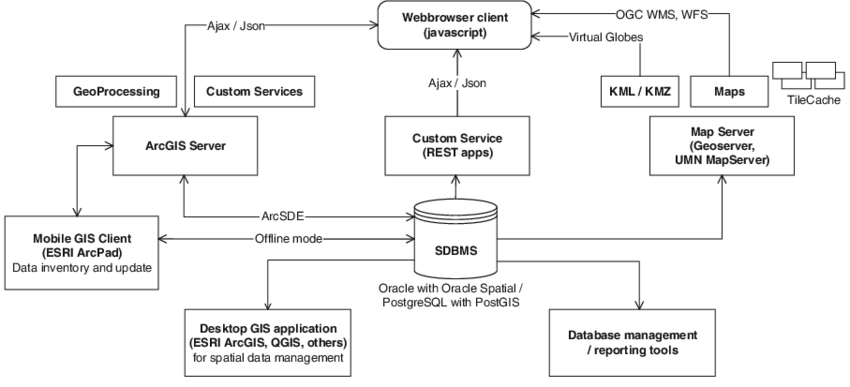 Ajax / Json
Webbrowser client
(javascript)
OGC WMS, WFS
Virtual Globes
GeoProcessing
Custom Services
Ajax / Json
KML / KMZ
Maps
TileCache
ArcGIS Server
Custom Service
(REST apps)
Map Server
(Geoserver,
UMN MapServer)
ArcSDE
Mobile GIS Client
(ESRI ArcPad)
Data inventory and update
Offline mode
SDBMS
Oracle with Oracle Spatial /
PostgreSQL with PostGIS
Desktop GIS application
(ESRI ArcGIS, QGIS, others)
for spatial data management
Database management
/ reporting tools